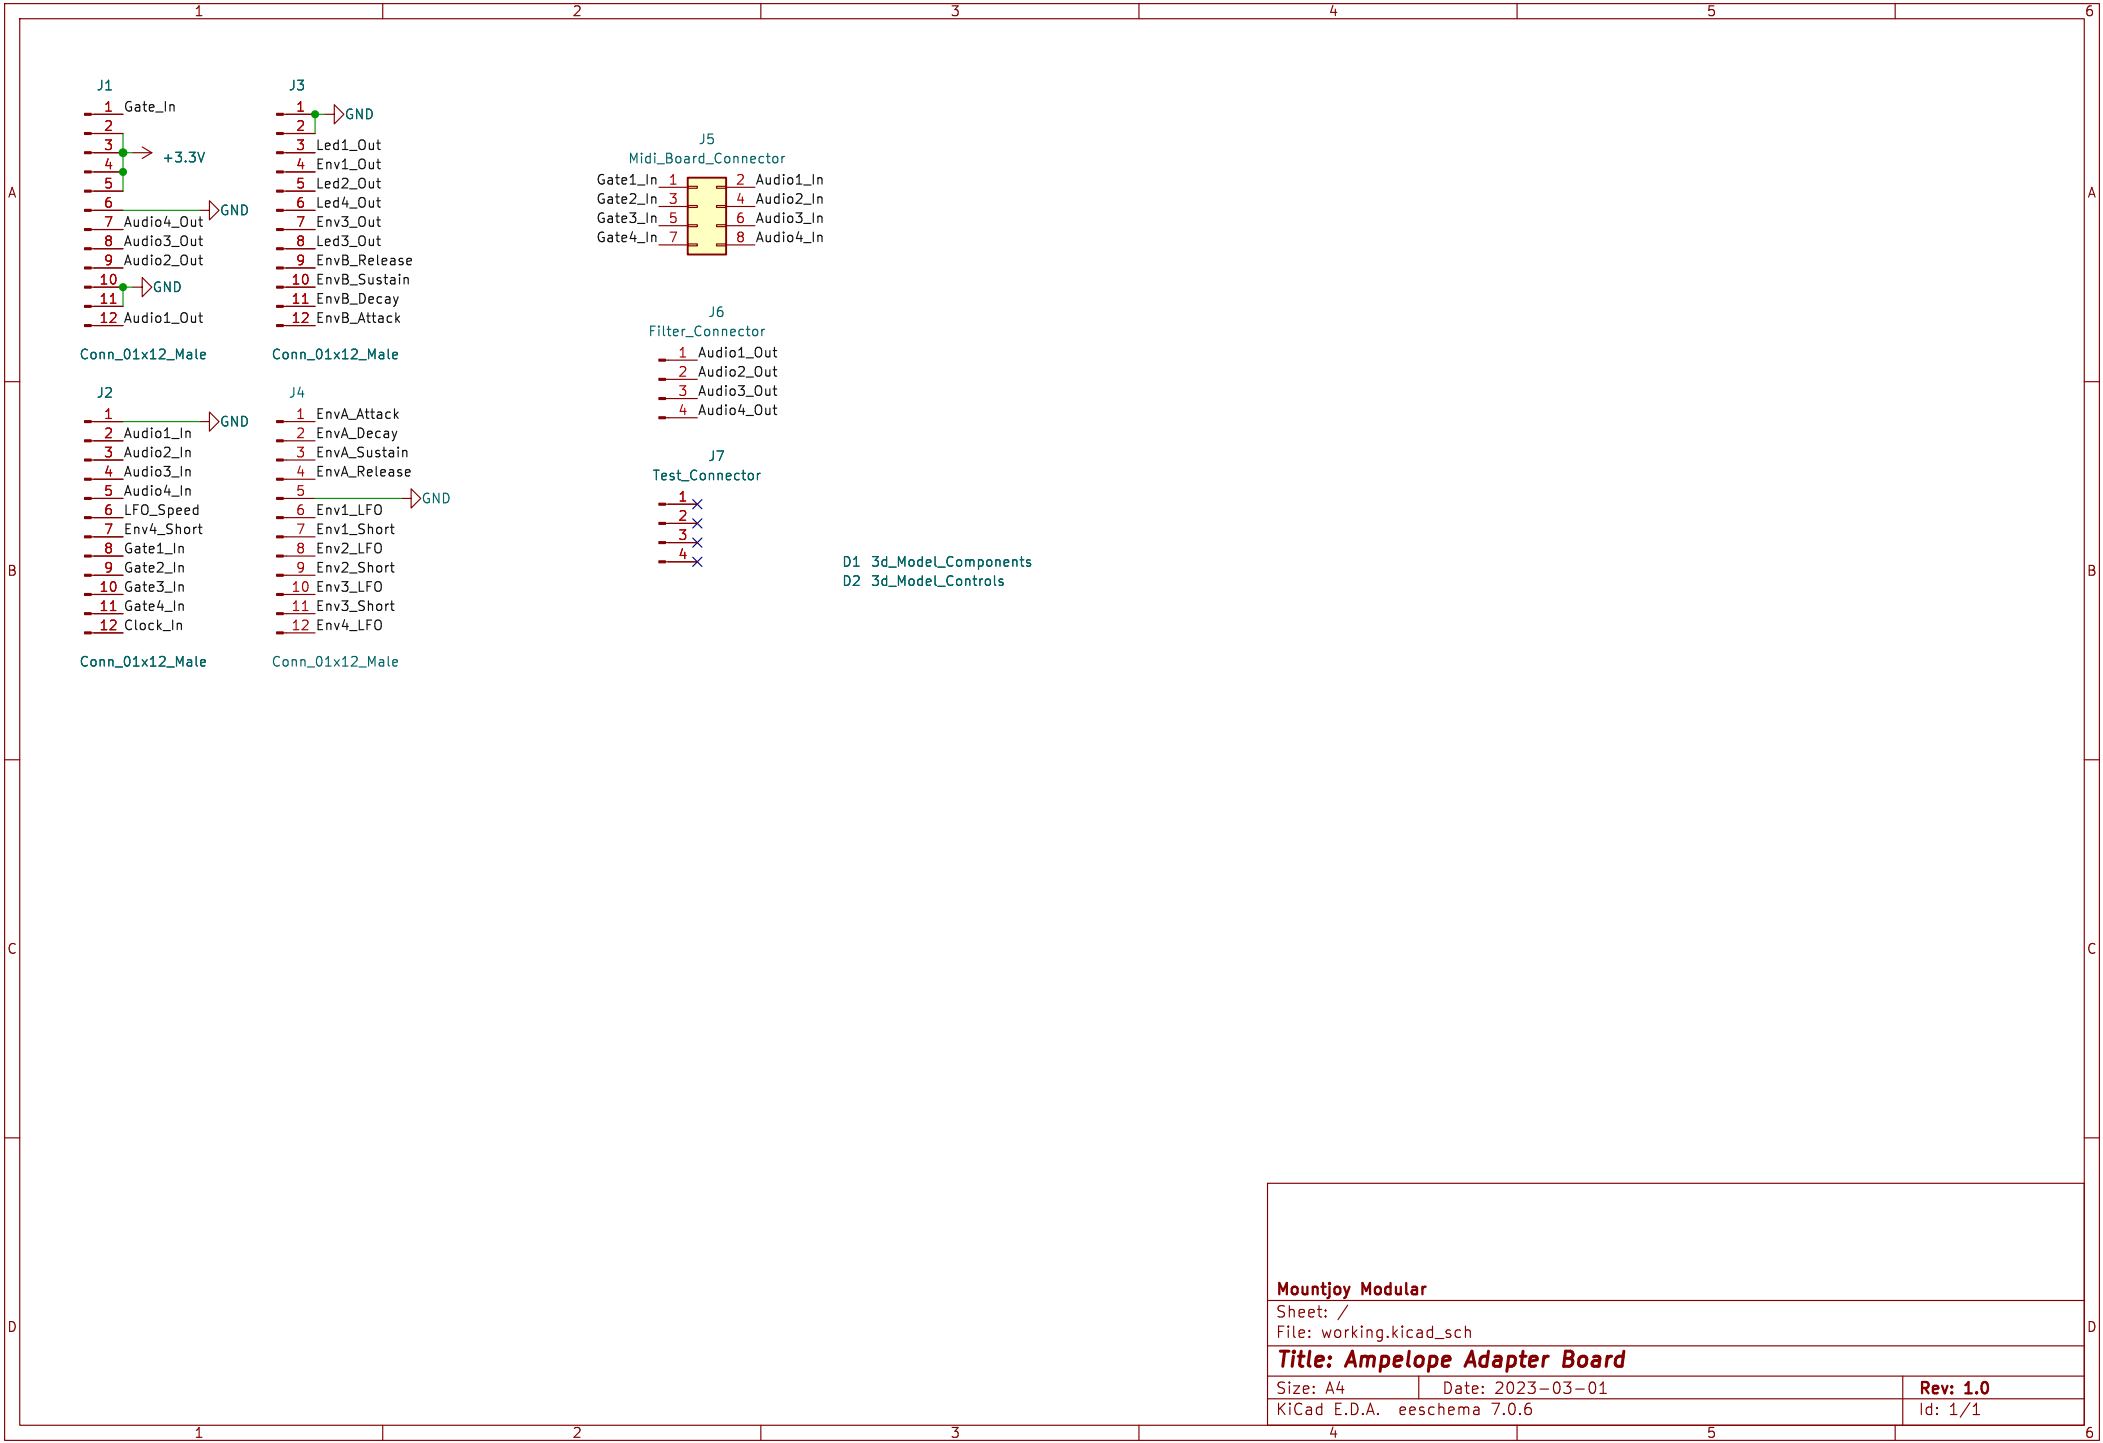 1 2 3 4 5 6
A A
B B
C C
D D
J1
1 Gate_In
2
3
+3.3V
4
5
6 GND
7 Audio4_Out
8 Audio3_Out
9 Audio2_Out
10 GND
11
12 Audio1_Out
Conn_01x12_Male
J3
1 GND
2
3 Led1_Out
4 Env1_Out
5 Led2_Out
6 Led4_Out
7 Env3_Out
8 Led3_Out
9 EnvB_Release
10 EnvB_Sustain
11 EnvB_Decay
12 EnvB_Attack
Conn_01x12_Male
J2
1 GND
2 Audio1_In
3 Audio2_In
4 Audio3_In
5 Audio4_In
6 LFO_Speed
7 Env4_Short
8 Gate1_In
9 Gate2_In
10 Gate3_In
11 Gate4_In
12 Clock_In
Conn_01x12_Male
J4
1 EnvA_Attack
2 EnvA_Decay
3 EnvA_Sustain
4 EnvA_Release
5 GND
6 Env1_LFO
7 Env1_Short
8 Env2_LFO
9 Env2_Short
10 Env3_LFO
11 Env3_Short
12 Env4_LFO
Conn_01x12_Male
J5
Midi_Board_Connector
Gate1_In 1 2 Audio1_In
Gate2_In 3 4 Audio2_In
Gate3_In 5 6 Audio3_In
Gate4_In 7 8 Audio4_In
J6
Filter_Connector
1 Audio1_Out
2 Audio2_Out
3 Audio3_Out
4 Audio4_Out
J7
Test_Connector
1
2
3
4
D1 3d_Model_Components
D2 3d_Model_Controls
Mountjoy Modular
Sheet: /
File: working.kicad_sch
Title: Ampelope Adapter Board
Size: A4 Date: 2023-03-01 Rev: 1.0
KiCad E.D.A. eeschema 7.0.6 Id: 1/1
1 2 3 4 5 6